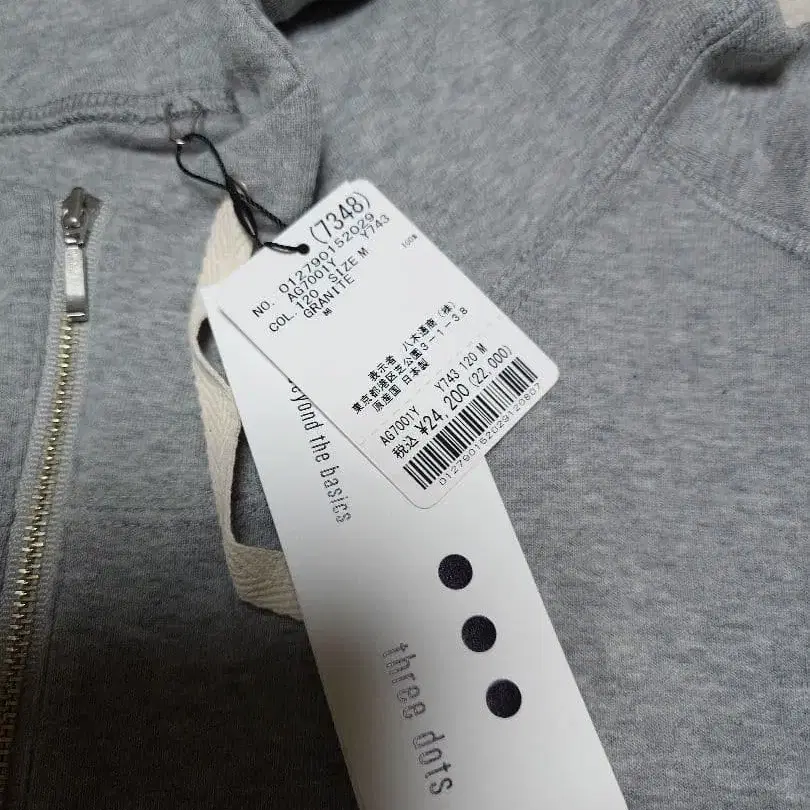 (7348)
NO. 012790152029
AG7001Y Y743
COL.120 SIZE M
GRANITE
綿 100%
表示者 八木通商(株)
東京都港区芝公園3-1-38
原産国 日本製
AG7001Y Y743 120 M
税込 ¥24,200(22,000)
012790152029120807
beyond the basics
three dots